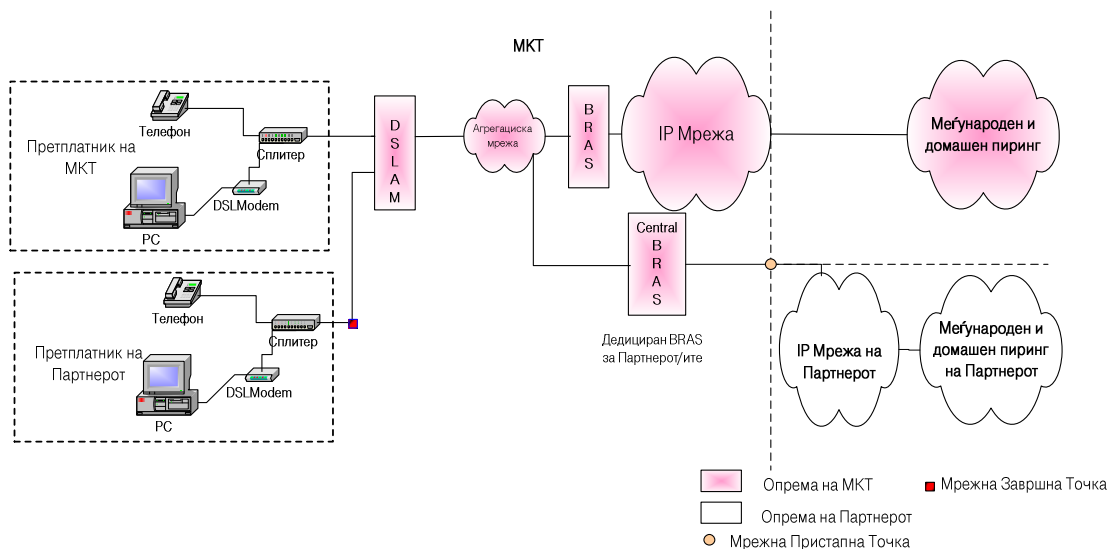 МКТ
Телефон
Сплитер
Претплатник на
МКТ
DSLModem
PC
D
S
L
A
M
Агрегациска
мрежа
B
R
A
S
IP Мрежа
Меѓународен и
домашен пиринг
Телефон
Сплитер
Претплатник на
Партнерот
DSLModem
PC
Central
B
R
A
S
Дедициран BRAS
за Партнерот/ите
IP Мрежа на
Партнерот
Меѓународен и
домашен пиринг
на Партнерот
Опрема на МКТ
Мрежна Завршна Точка
Опрема на Партнерот
Мрежна Пристапна Точка